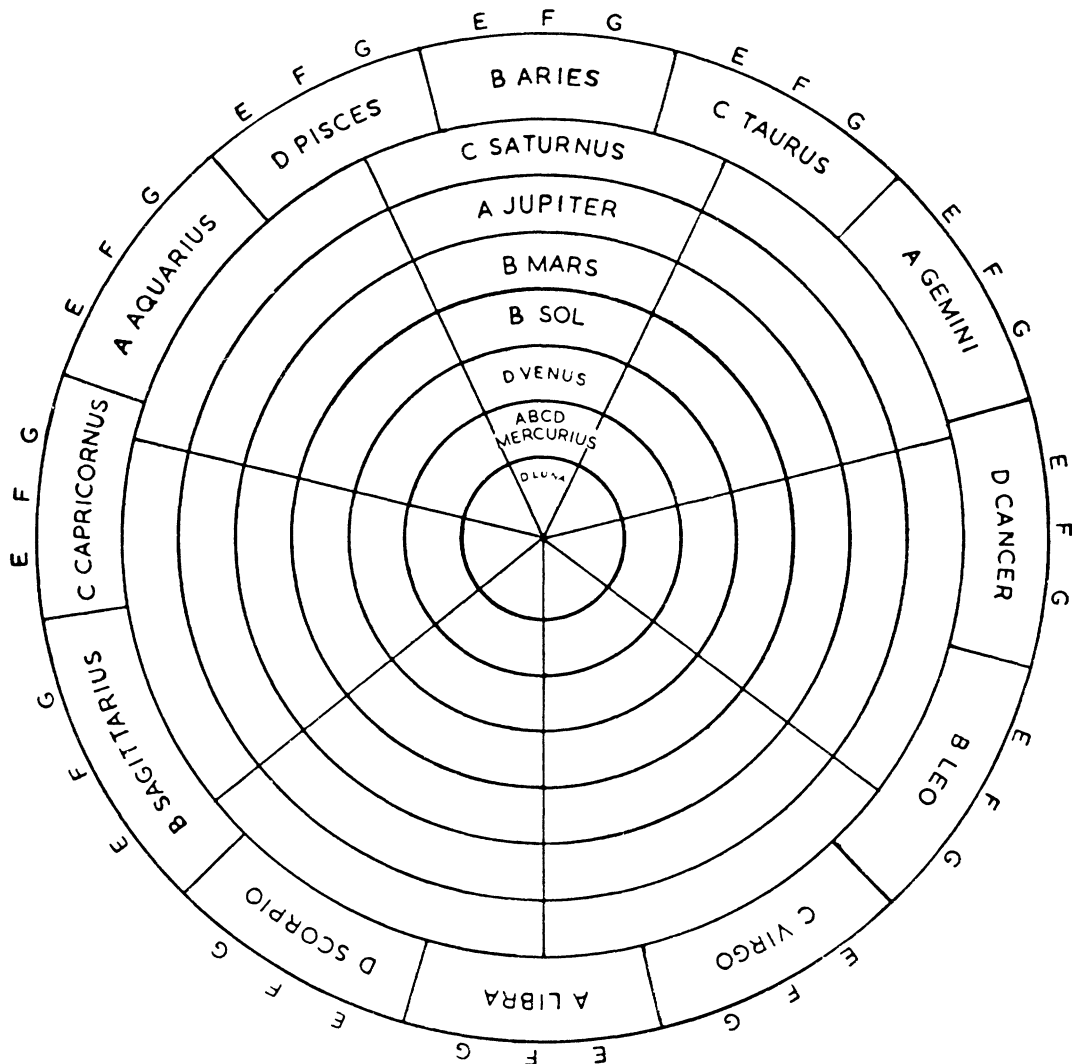 E F G
B ARIES
E F G
C TAURUS
E F G
A GEMINI
E F G
D CANCER
E F G
B LEO
E F G
C VIRGO
E F G
A LIBRA
E F G
D SCORPIO
E F G
B SAGITTARIUS
E F G
C CAPRICORNUS
E F G
A AQUARIUS
E F G
D PISCES
C SATURNUS
A JUPITER
B MARS
B SOL
D VENUS
ABCD
MERCURIUS
D LUNA